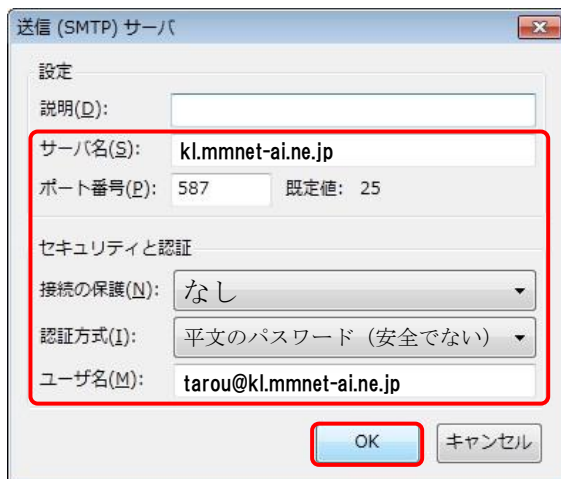 送信 (SMTP) サーバ
設定
説明(D):
サーバ名(S): kl.mmnet-ai.ne.jp
ポート番号(P): 587 既定値: 25
セキュリティと認証
接続の保護(N): なし
認証方式(I): 平文のパスワード（安全でない）
ユーザ名(M): tarou@kl.mmnet-ai.ne.jp
OK キャンセル